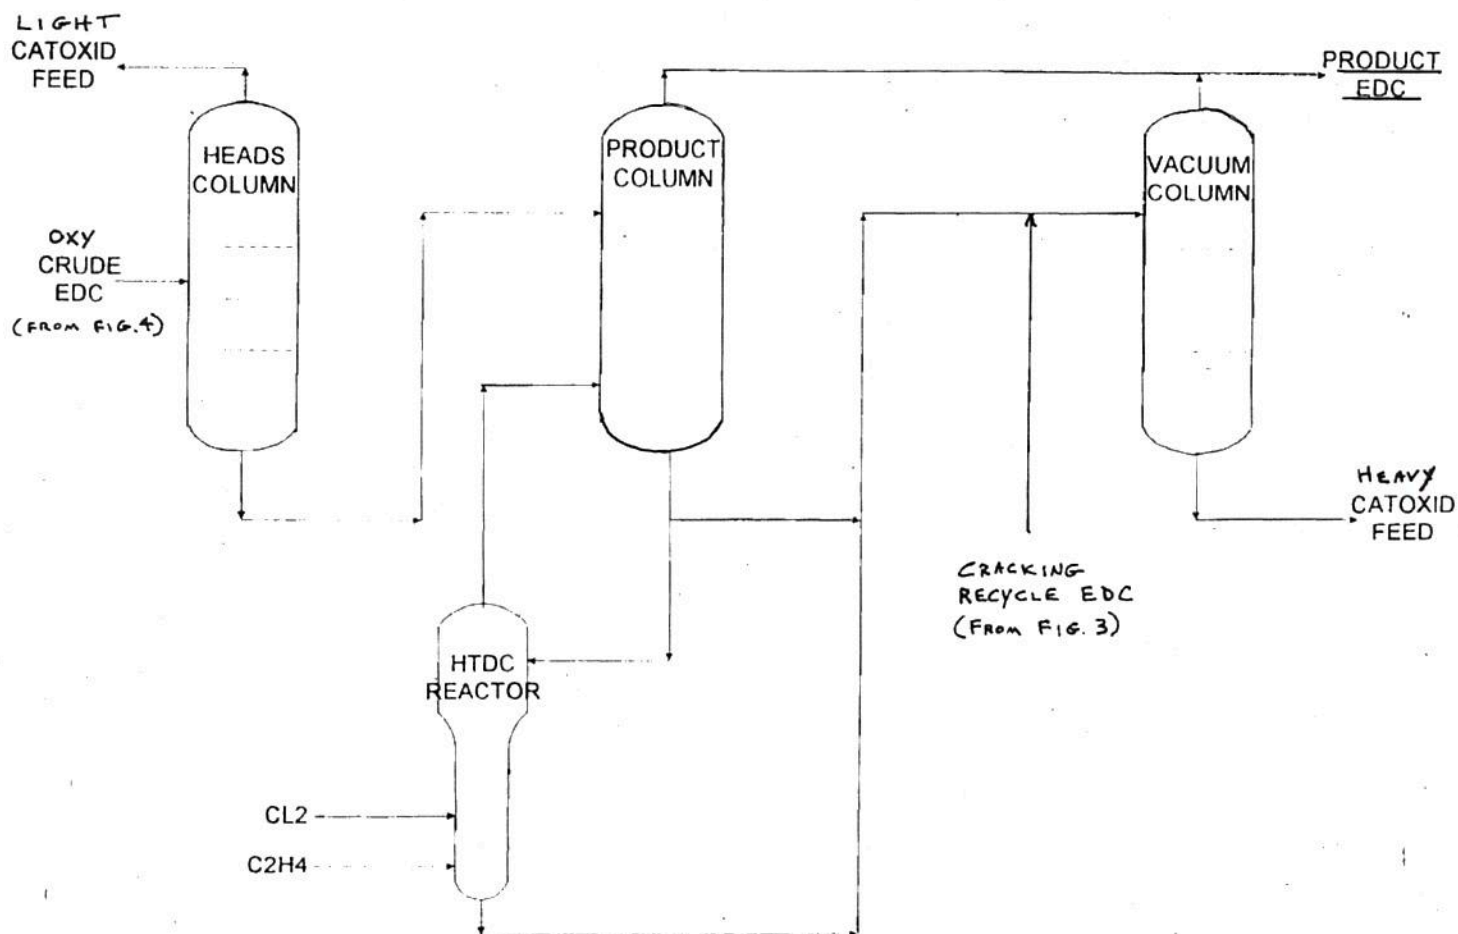 LIGHT
CATOXID
FEED
PRODUCT
EDC
HEADS
COLUMN
PRODUCT
COLUMN
VACUUM
COLUMN
OXY
CRUDE
EDC
(FROM FIG.4)
HEAVY
CATOXID
FEED
CRACKING
RECYCLE EDC
(FROM FIG. 3)
HTDC
REACTOR
CL2
C2H4